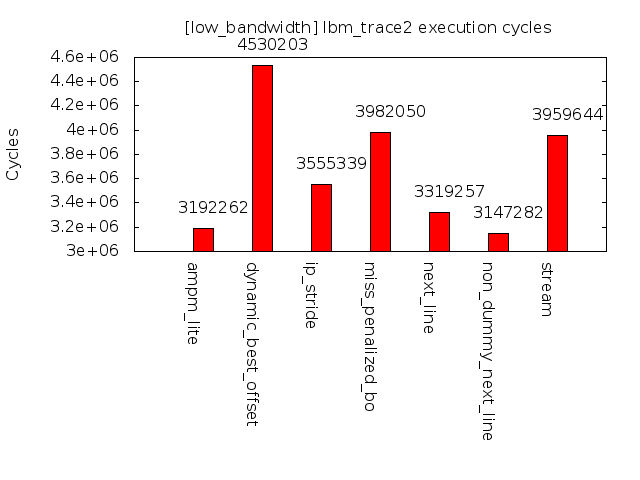 [low_bandwidth] lbm_trace2 execution cycles
4530203
4.6e+06
4.4e+06
4.2e+06
4e+06
3.8e+06
3.6e+06
3.4e+06
3.2e+06
3e+06
Cycles
3192262
3555339
3982050
3319257
3147282
3959644
ampm_lite
dynamic_best_offset
ip_stride
miss_penalized_bo
next_line
non_dummy_next_line
stream